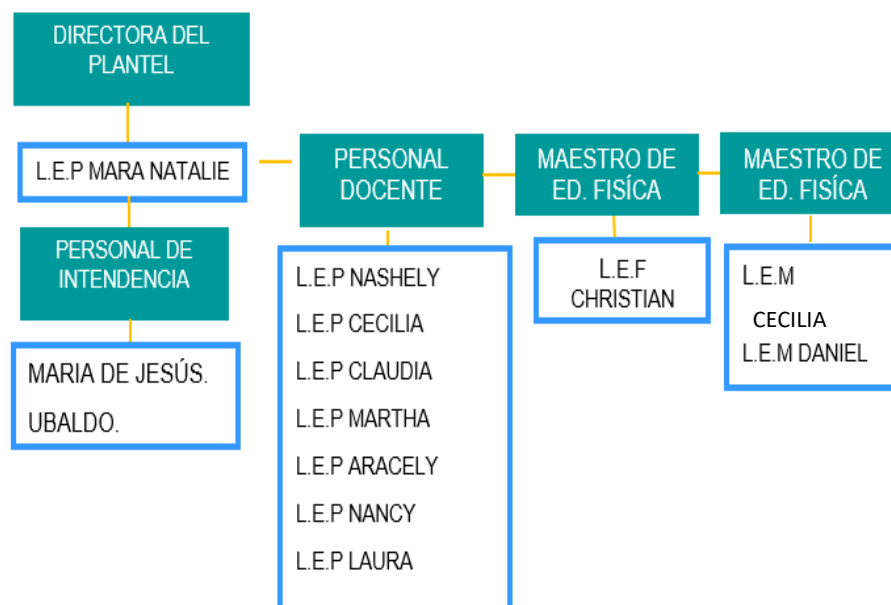 DIRECTORA DEL
PLANTEL
L.E.P MARA NATALIE
PERSONAL DE
INTENDENCIA
MARIA DE JESÚS.
UBALDO.
PERSONAL
DOCENTE
L.E.P NASHELY
L.E.P CECILIA
L.E.P CLAUDIA
L.E.P MARTHA
L.E.P ARACELY
L.E.P NANCY
L.E.P LAURA
MAESTRO DE
ED. FISÍCA
L.E.F
CHRISTIAN
MAESTRO DE
ED. FISÍCA
L.E.M
CECILIA
L.E.M DANIEL